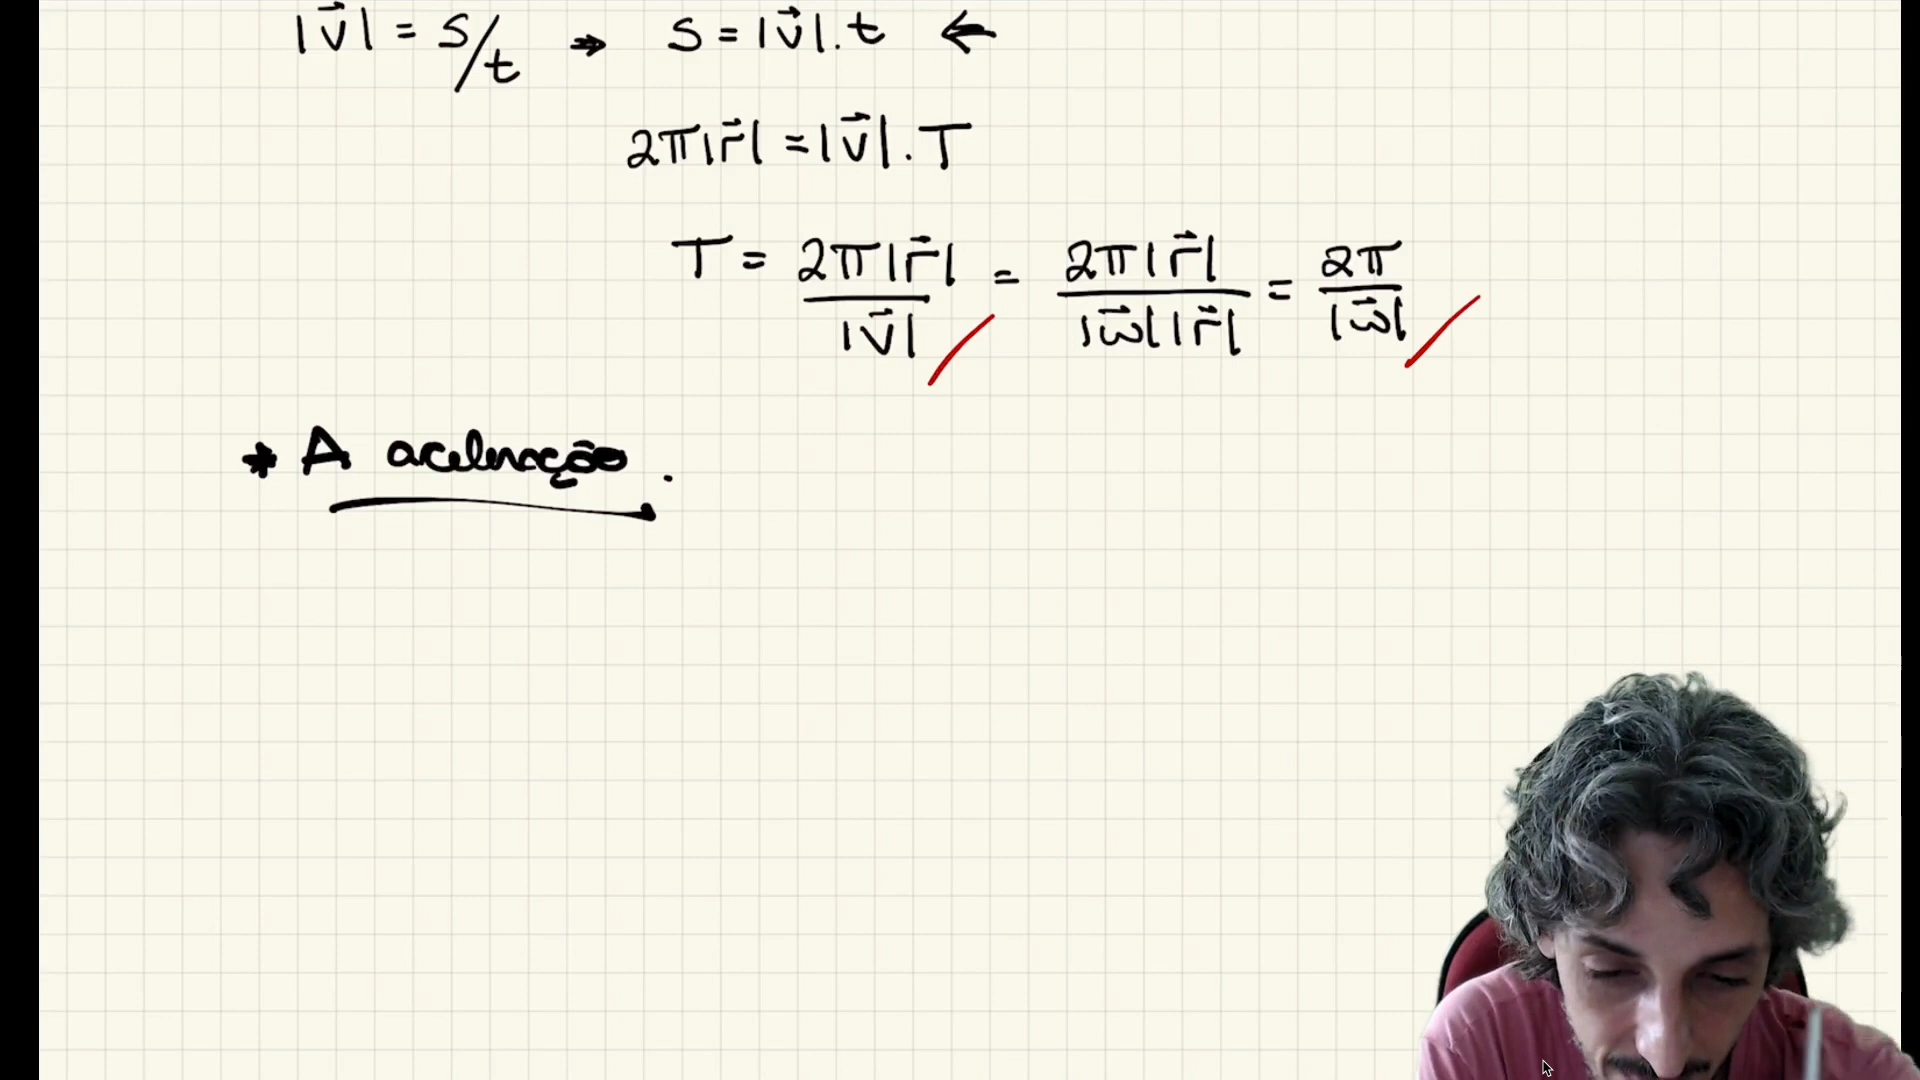 |v⃗| = s/t ⇒ s = |v⃗|.t ←
2π|r⃗| = |v⃗|.T
T = 2π|r⃗|/|v⃗| = 2π|r⃗|/|ω⃗||r⃗| = 2π/|ω⃗|
* A aceleração.